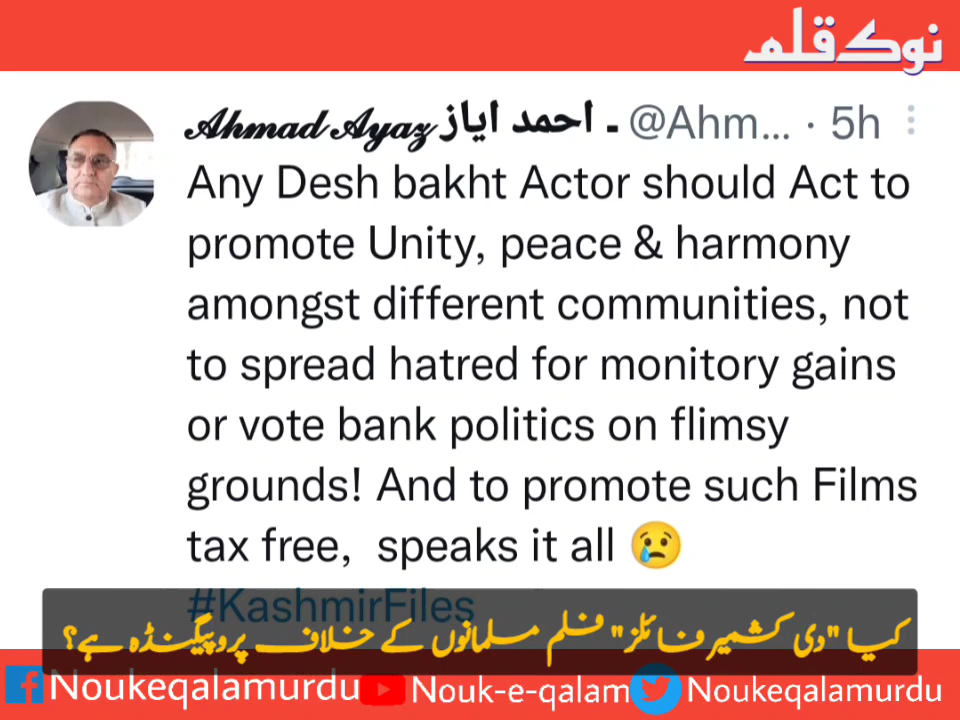 نوک قلم
Ahmad Ayaz احمد ایاز - @Ahm... · 5h
Any Desh bakht Actor should Act to
promote Unity, peace & harmony
amongst different communities, not
to spread hatred for monitory gains
or vote bank politics on flimsy
grounds! And to promote such Films
tax free, speaks it all 😢
#KashmirFiles
کیا "دی کشمیر فائلز" فلم مسلمانوں کے خلاف پروپیگنڈہ ہے؟
Noukeqalamurdu Nouk-e-qalam Noukeqalamurdu